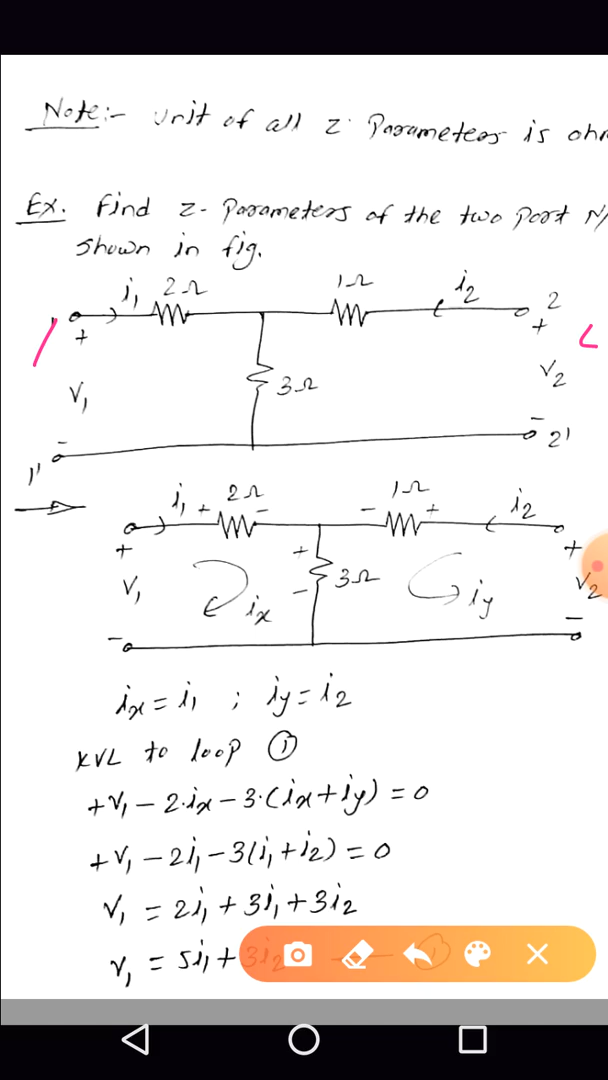 Note:- Unit of all z Parameters is ohm
Ex. Find z- Parameters of the two port N/
shown in fig.
i1 2Ω 1Ω i2 2
+ +
V1 3Ω V2
- -
1' 2'
i1 + 2Ω - - 1Ω + i2
+ + +
V1 ix 3Ω iy V2
- - -
ix = i1 ; iy = i2
KVL to loop ①
+V1 - 2·ix - 3·(ix+iy) = 0
+V1 - 2i1 - 3(i1+i2) = 0
V1 = 2i1 + 3i1 + 3i2
V1 = 5i1 + 3i2 — ①